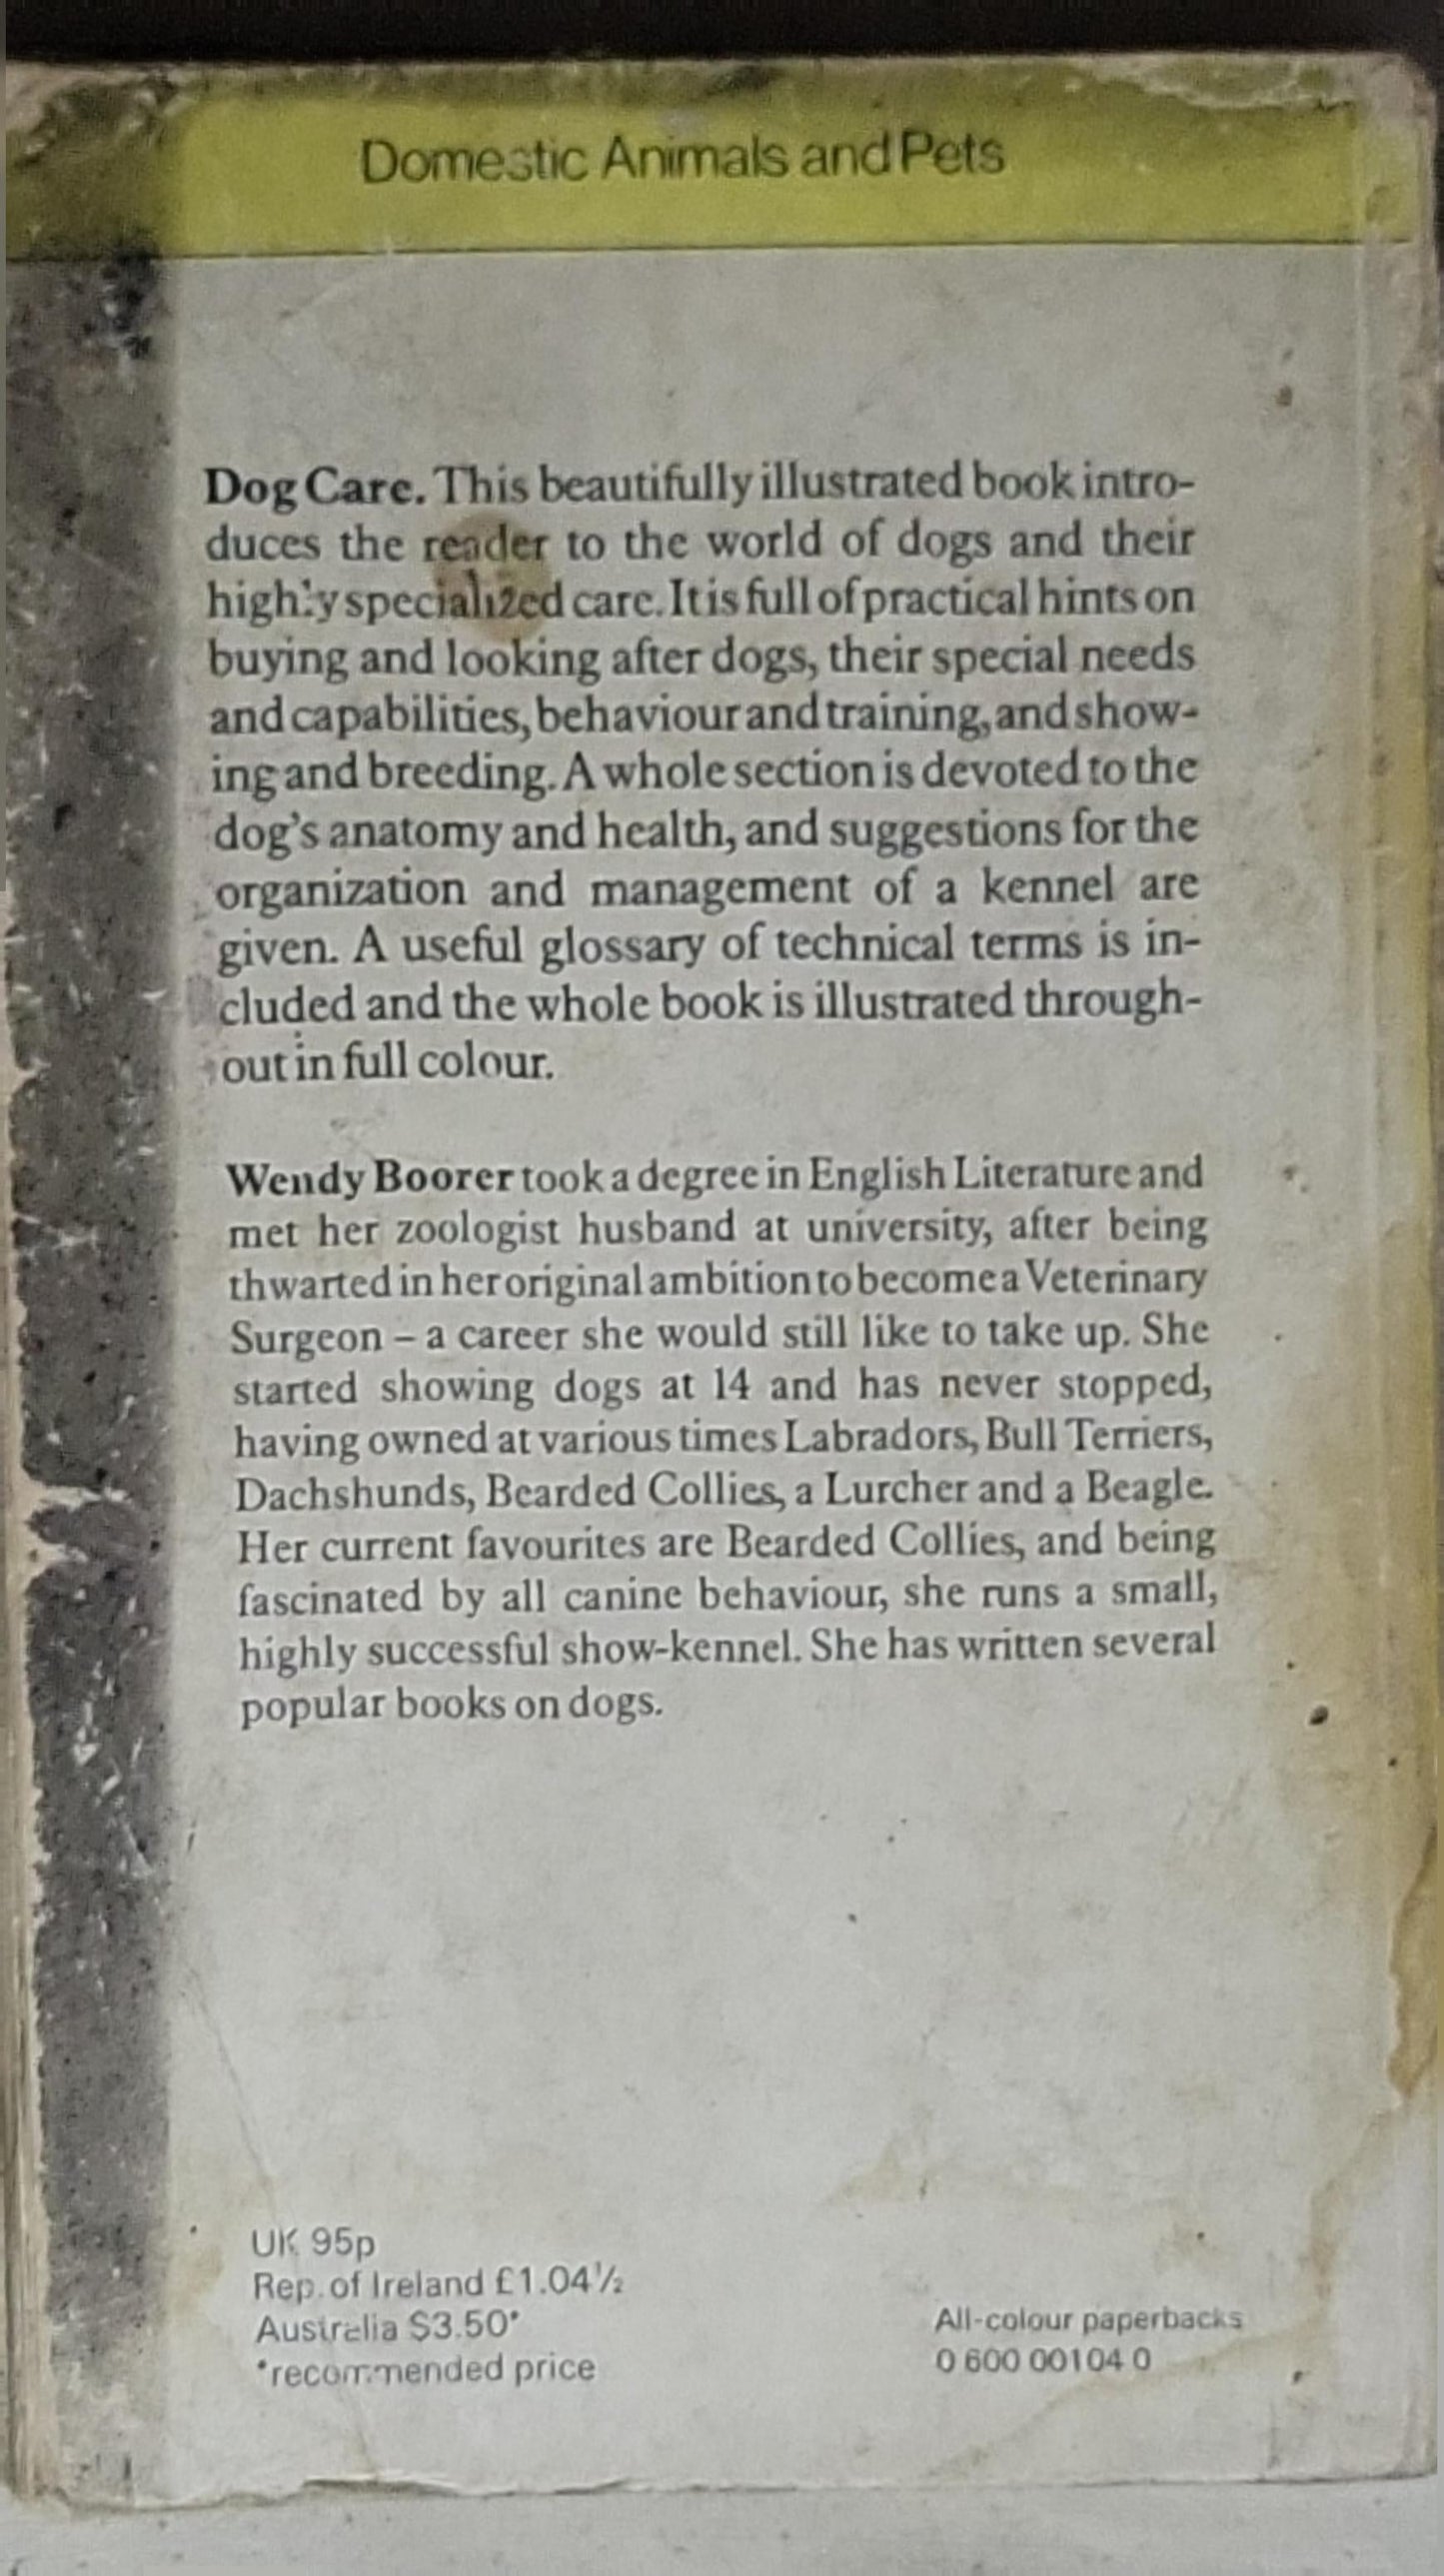 Domestic Animals and Pets
Dog Care. This beautifully illustrated book intro-
duces the reader to the world of dogs and their
highly specialized care. It is full of practical hints on
buying and looking after dogs, their special needs
and capabilities, behaviour and training, and show-
ing and breeding. A whole section is devoted to the
dog's anatomy and health, and suggestions for the
organization and management of a kennel are
given. A useful glossary of technical terms is in-
cluded and the whole book is illustrated through-
out in full colour.
Wendy Boorer took a degree in English Literature and
met her zoologist husband at university, after being
thwarted in her original ambition to become a Veterinary
Surgeon – a career she would still like to take up. She
started showing dogs at 14 and has never stopped,
having owned at various times Labradors, Bull Terriers,
Dachshunds, Bearded Collies, a Lurcher and a Beagle.
Her current favourites are Bearded Collies, and being
fascinated by all canine behaviour, she runs a small,
highly successful show-kennel. She has written several
popular books on dogs.
UK 95p
Rep. of Ireland £1.04½
Australia $3.50*
*recommended price
All-colour paperbacks
0 600 00104 0